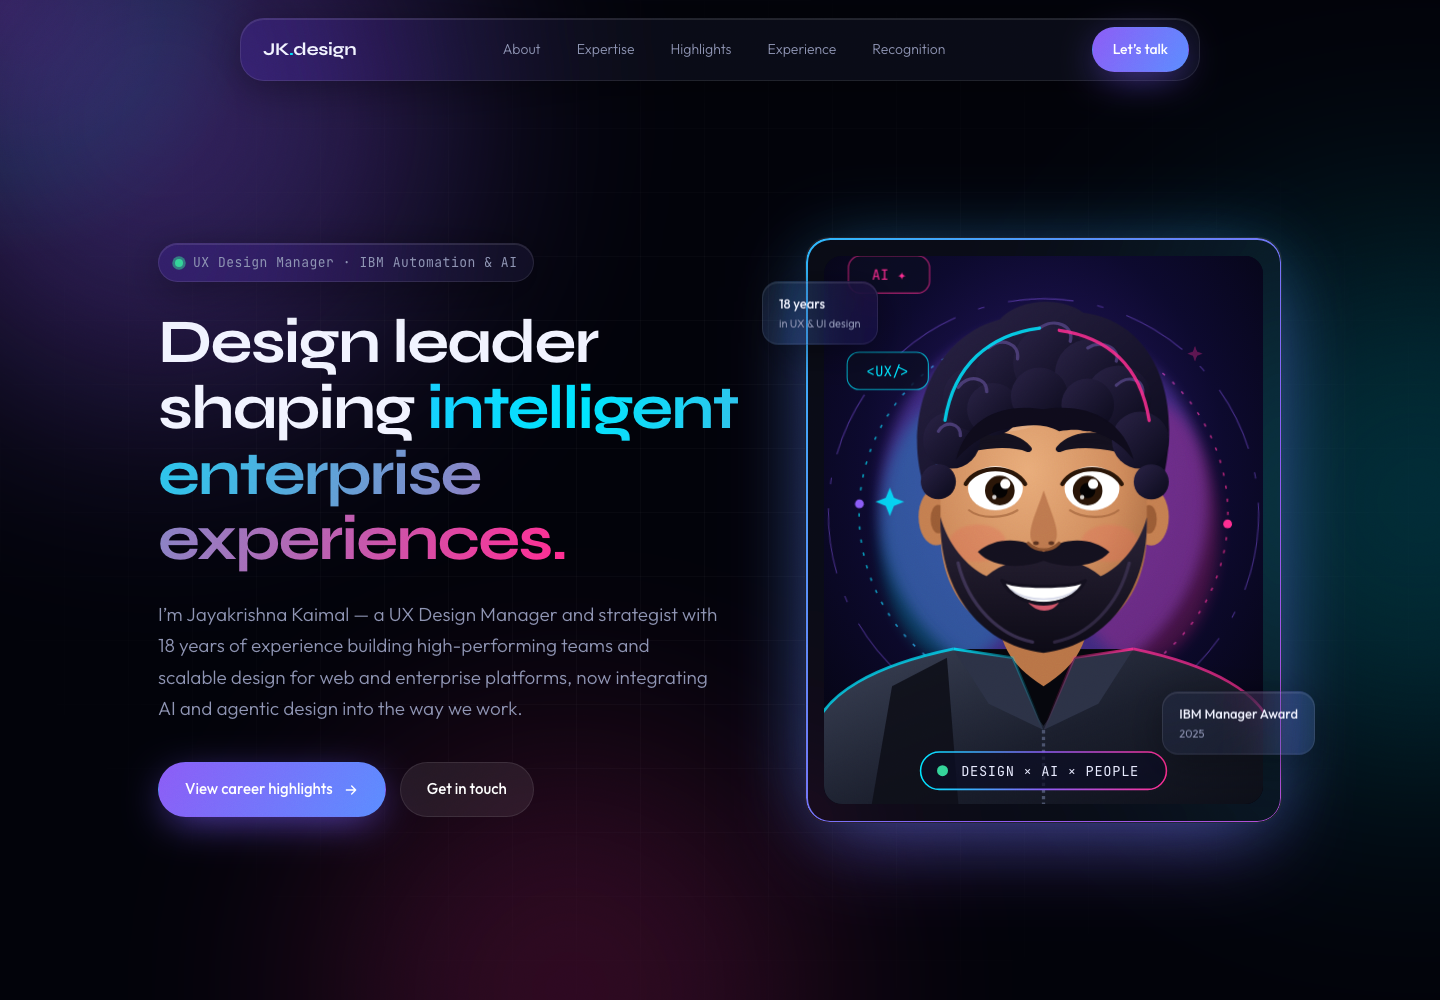 JK.design
About
Expertise
Highlights
Experience
Recognition
Let's talk
UX Design Manager · IBM Automation & AI
Design leader
shaping intelligent
enterprise
experiences.
I'm Jayakrishna Kaimal — a UX Design Manager and strategist with
18 years of experience building high-performing teams and
scalable design for web and enterprise platforms, now integrating
AI and agentic design into the way we work.
View career highlights →
Get in touch
AI ✦
18 years
in UX & UI design
<UX/>
IBM Manager Award
2025
DESIGN × AI × PEOPLE